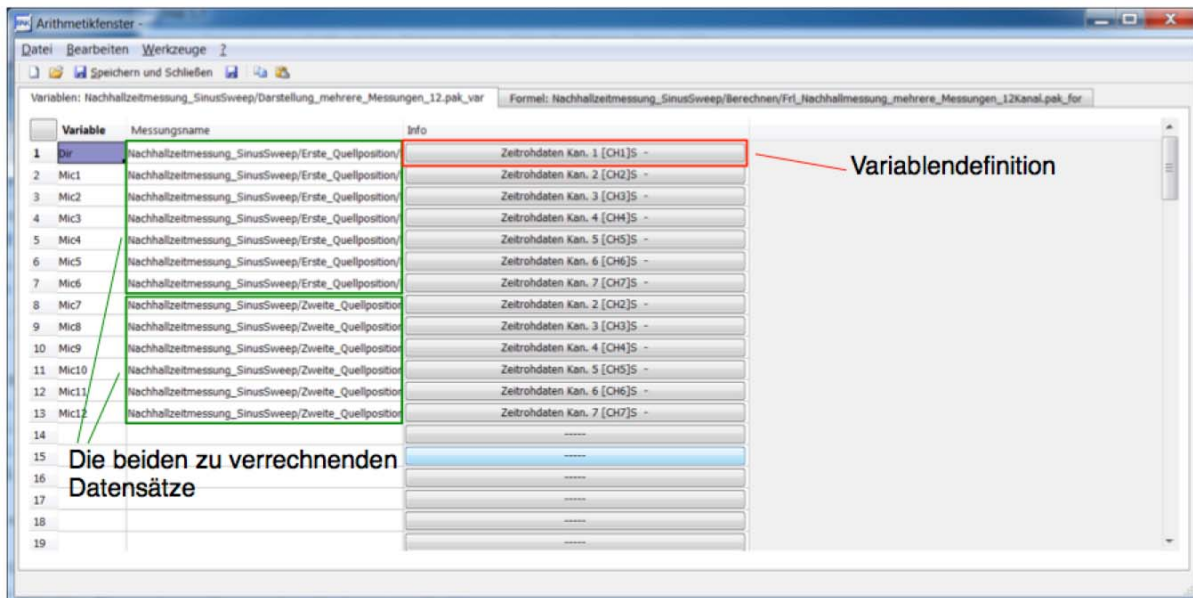 Arithmetikfenster -
Datei Bearbeiten Werkzeuge ?
Speichern und Schließen
Variablen: Nachhallzeitmessung_SinusSweep/Darstellung_mehrere_Messungen_12.pak_var Formel: Nachhallzeitmessung_SinusSweep/Berechnen/Frl_Nachhallmessung_mehrere_Messungen_12Kanal.pak_for
Variable Messungsname Info
1 Dir Nachhallzeitmessung_SinusSweep/Erste_Quellposition/ Zeitrohdaten Kan. 1 [CH1]S -
Variablendefinition
2 Mic1 Nachhallzeitmessung_SinusSweep/Erste_Quellposition/ Zeitrohdaten Kan. 2 [CH2]S -
3 Mic2 Nachhallzeitmessung_SinusSweep/Erste_Quellposition/ Zeitrohdaten Kan. 3 [CH3]S -
4 Mic3 Nachhallzeitmessung_SinusSweep/Erste_Quellposition/ Zeitrohdaten Kan. 4 [CH4]S -
5 Mic4 Nachhallzeitmessung_SinusSweep/Erste_Quellposition/ Zeitrohdaten Kan. 5 [CH5]S -
6 Mic5 Nachhallzeitmessung_SinusSweep/Erste_Quellposition/ Zeitrohdaten Kan. 6 [CH6]S -
7 Mic6 Nachhallzeitmessung_SinusSweep/Erste_Quellposition/ Zeitrohdaten Kan. 7 [CH7]S -
8 Mic7 Nachhallzeitmessung_SinusSweep/Zweite_Quellposition Zeitrohdaten Kan. 2 [CH2]S -
9 Mic8 Nachhallzeitmessung_SinusSweep/Zweite_Quellposition Zeitrohdaten Kan. 3 [CH3]S -
10 Mic9 Nachhallzeitmessung_SinusSweep/Zweite_Quellposition Zeitrohdaten Kan. 4 [CH4]S -
11 Mic10 Nachhallzeitmessung_SinusSweep/Zweite_Quellposition Zeitrohdaten Kan. 5 [CH5]S -
12 Mic11 Nachhallzeitmessung_SinusSweep/Zweite_Quellposition Zeitrohdaten Kan. 6 [CH6]S -
13 Mic12 Nachhallzeitmessung_SinusSweep/Zweite_Quellposition Zeitrohdaten Kan. 7 [CH7]S -
14 -----
15 -----
Die beiden zu verrechnenden
Datensätze
16 -----
17 -----
18 -----
19 -----